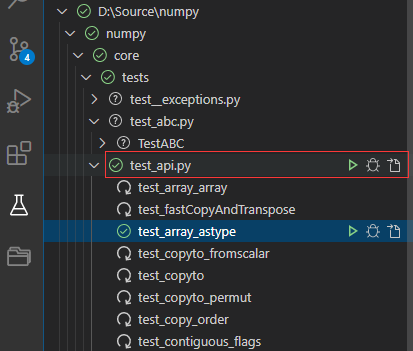 D:\Source\numpy
numpy
core
4
tests
test__exceptions.py
test_abc.py
TestABC
test_api.py
test_array_array
test_fastCopyAndTranspose
test_array_astype
test_copyto_fromscalar
test_copyto
test_copyto_permut
test_copy_order
test_contiguous_flags